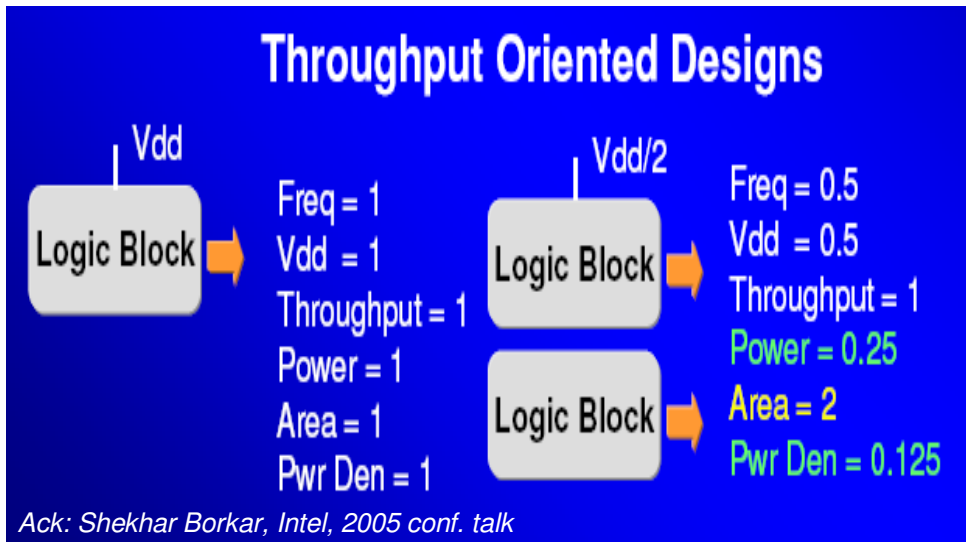 Throughput Oriented Designs
Vdd
Logic Block
Freq = 1
Vdd = 1
Throughput = 1
Power = 1
Area = 1
Pwr Den = 1
Vdd/2
Logic Block
Logic Block
Freq = 0.5
Vdd = 0.5
Throughput = 1
Power = 0.25
Area = 2
Pwr Den = 0.125
Ack: Shekhar Borkar, Intel, 2005 conf. talk